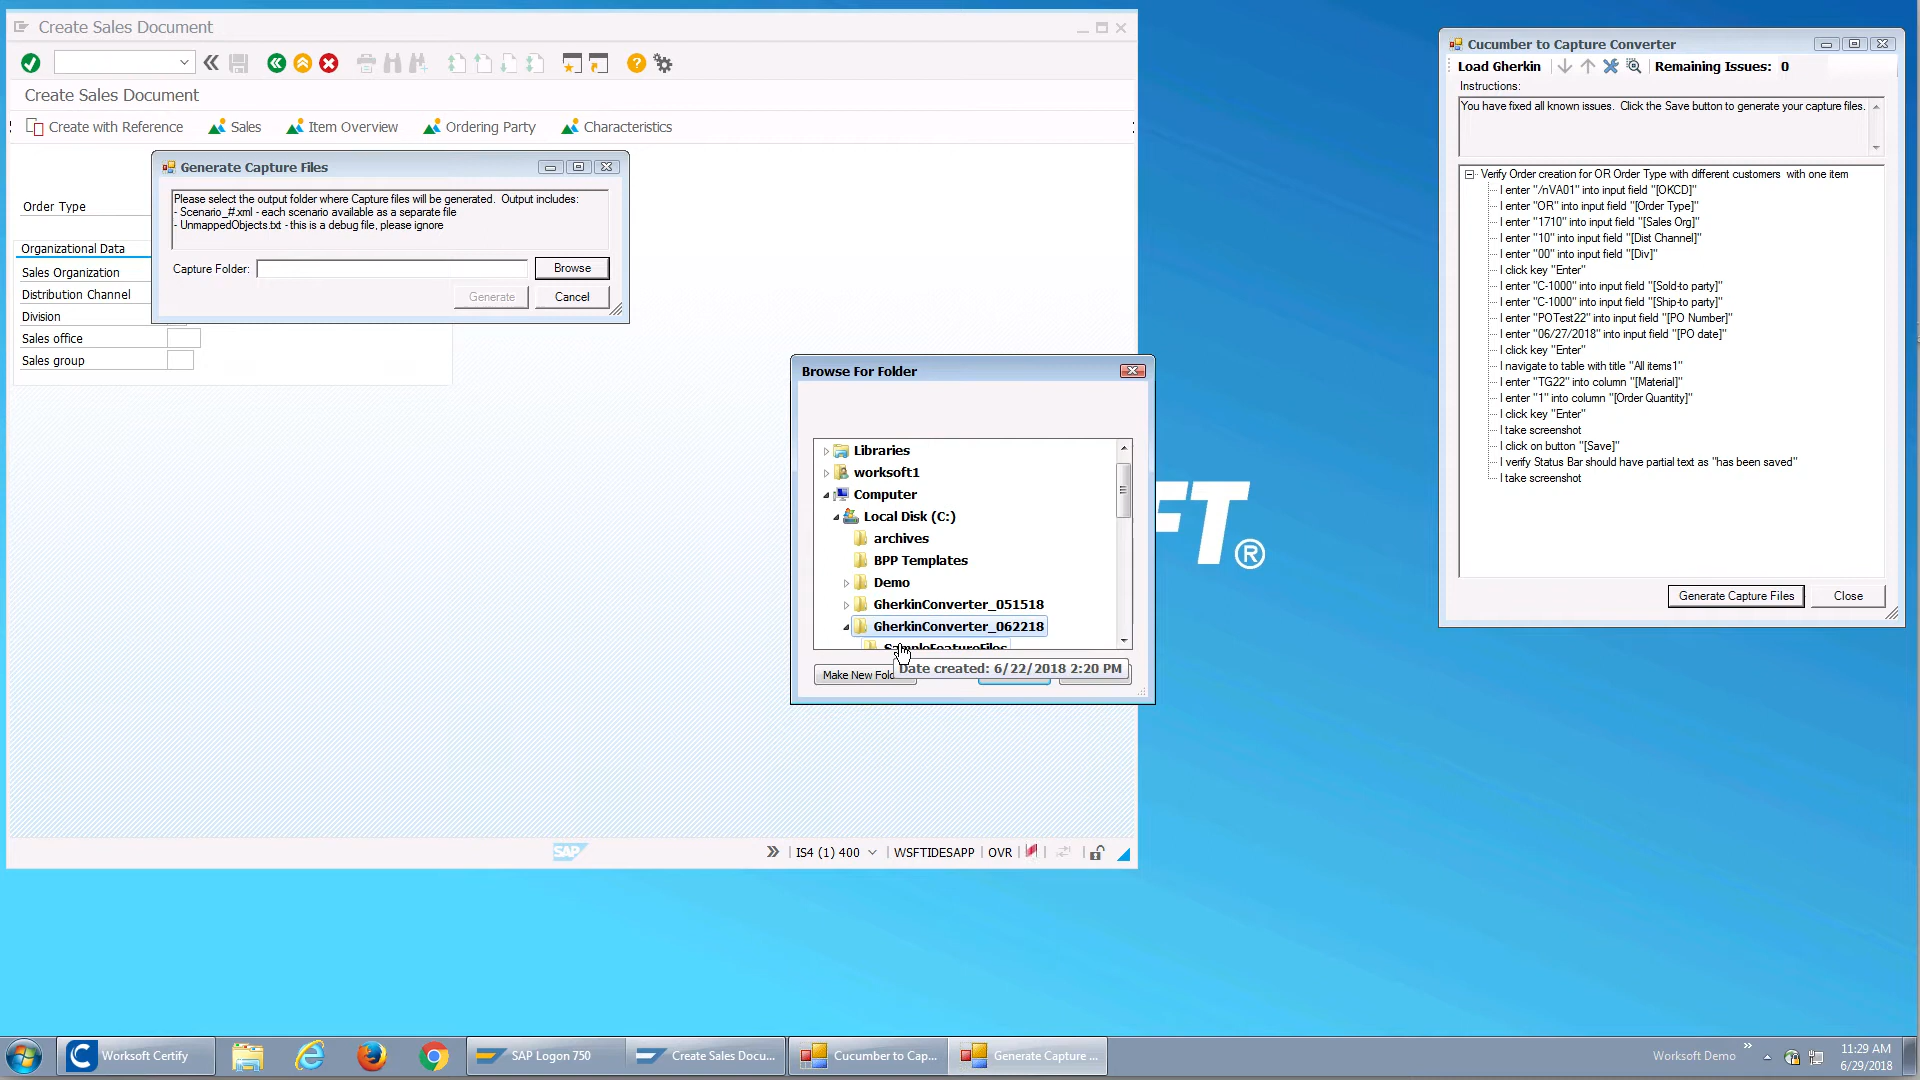 Create Sales Document
Create Sales Document
Create with Reference
Sales
Item Overview
Ordering Party
Characteristics
Generate Capture Files
Please select the output folder where Capture files will be generated.  Output includes:
- Scenario_#.xml - each scenario available as a separate file
- UnmappedObjects.txt - this is a debug file, please ignore
Capture Folder:
Browse
Generate
Cancel
Order Type
Organizational Data
Sales Organization
Distribution Channel
Division
Sales office
Sales group
Browse For Folder
Libraries
worksoft1
Computer
Local Disk (C:)
archives
BPP Templates
Demo
GherkinConverter_051518
GherkinConverter_062218
SampleFeatureFiles
Date created: 6/22/2018 2:20 PM
Make New Fold
FT®
Cucumber to Capture Converter
Load Gherkin
Remaining Issues: 0
Instructions:
You have fixed all known issues.  Click the Save button to generate your capture files.
Verify Order creation for OR Order Type with different customers  with one item
I enter "/nVA01" into input field "[OKCD]"
I enter "OR" into input field "[Order Type]"
I enter "1710" into input field "[Sales Org]"
I enter "10" into input field "[Dist Channel]"
I enter "00" into input field "[Div]"
I click key "Enter"
I enter "C-1000" into input field "[Sold-to party]"
I enter "C-1000" into input field "[Ship-to party]"
I enter "POTest22" into input field "[PO Number]"
I enter "06/27/2018" into input field "[PO date]"
I click key "Enter"
I navigate to table with title "All items1"
I enter "TG22" into column "[Material]"
I enter "1" into column "[Order Quantity]"
I click key "Enter"
I take screenshot
I click on button "[Save]"
I verify Status Bar should have partial text as "has been saved"
I take screenshot
Generate Capture Files
Close
SAP
IS4 (1) 400
WSFTIDESAPP
OVR
Worksoft Certify
SAP Logon 750
Create Sales Docu...
Cucumber to Cap...
Generate Capture ...
Worksoft Demo
11:29 AM
6/29/2018